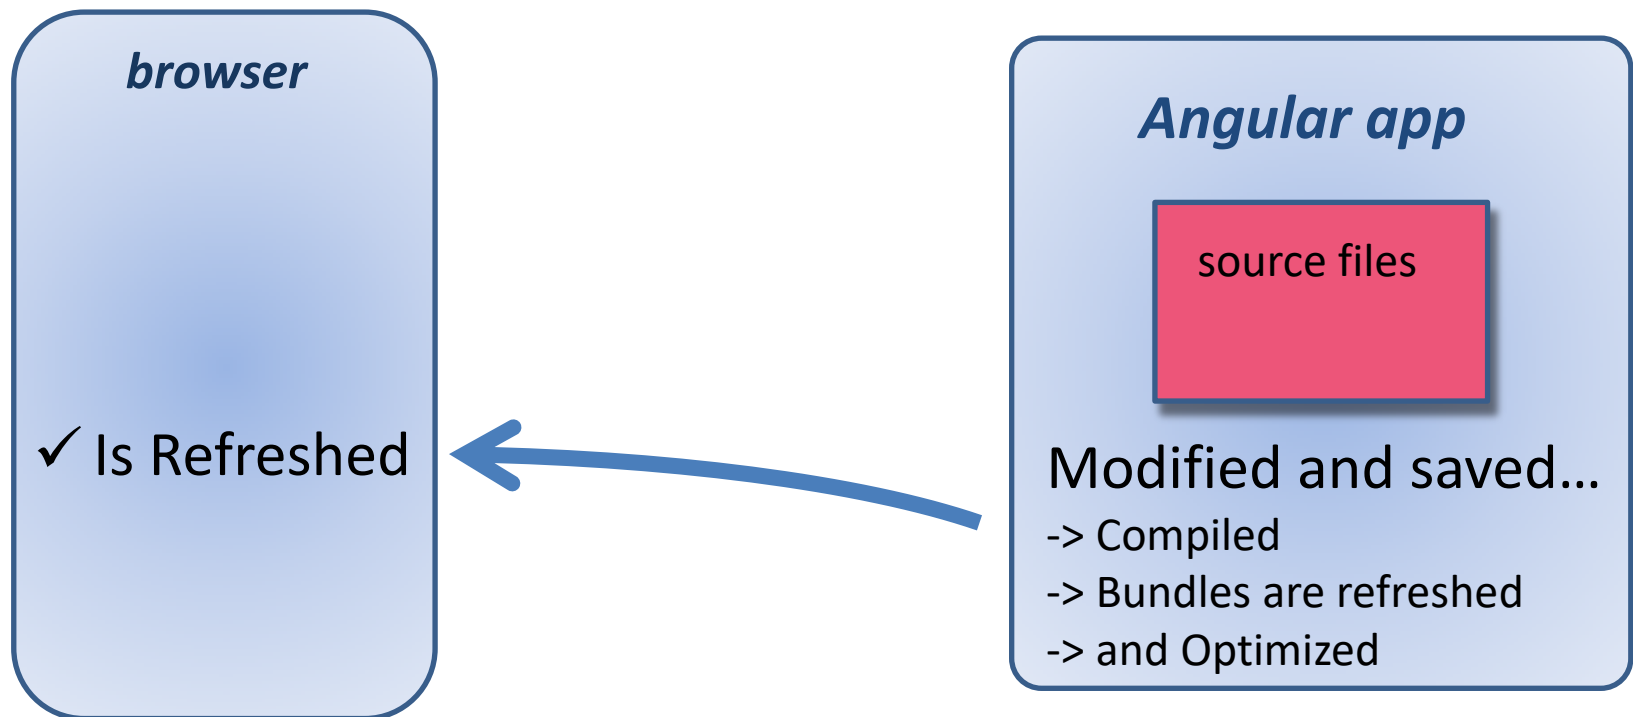 browser
✓ Is Refreshed
Angular app
source files
Modified and saved…
-> Compiled
-> Bundles are refreshed
-> and Optimized